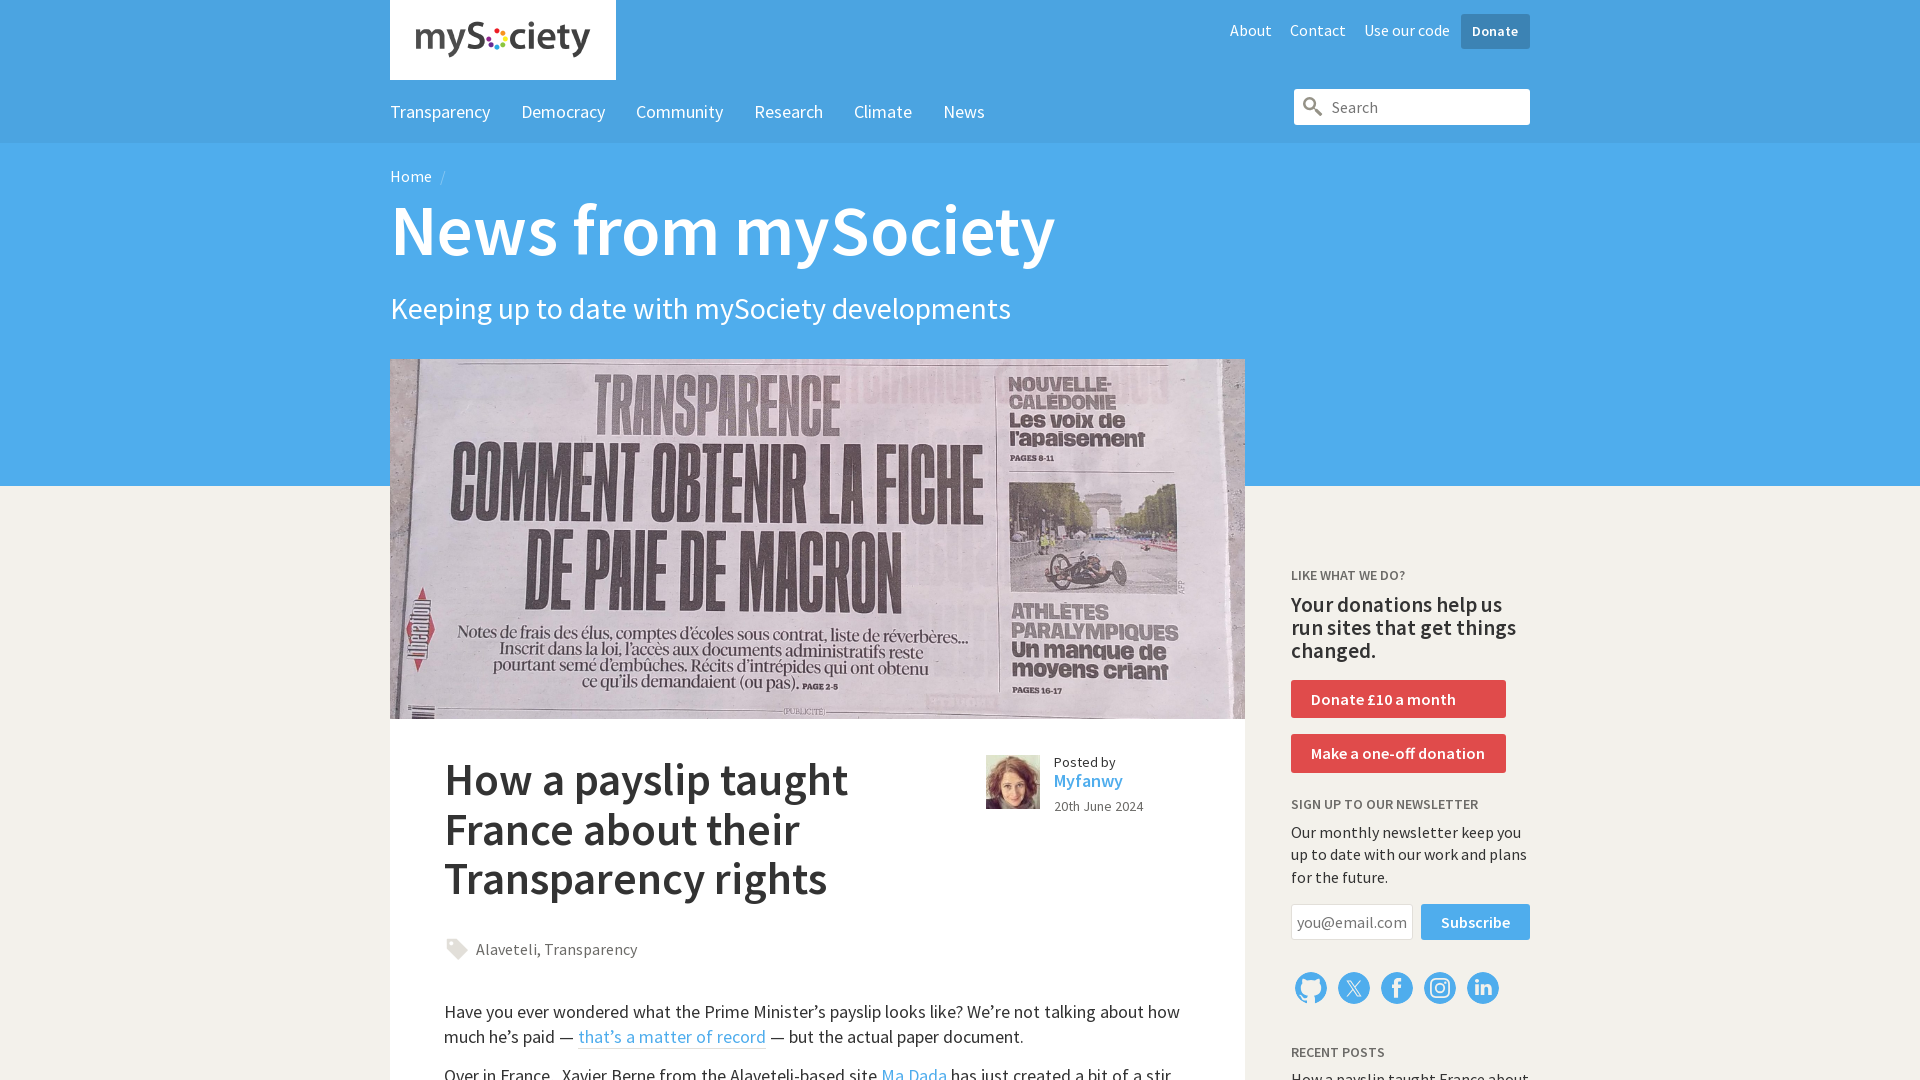 mySociety
About Contact Use our code Donate
Transparency Democracy Community Research Climate News
Search
Home /
News from mySociety
Keeping up to date with mySociety developments
TRANSPARENCE
COMMENT OBTENIR LA FICHE
DE PAIE DE MACRON
Notes de frais des élus, comptes d'écoles sous contrat, liste de réverbères...
Inscrit dans la loi, l'accès aux documents administratifs reste
pourtant semé d'embûches. Récits d'intrépides qui ont obtenu
ce qu'ils demandaient (ou pas). PAGE 2-5
Libération
(PUBLICITÉ)
NOUVELLE-
CALÉDONIE
Les voix de
l'apaisement
PAGES 8-11
AFP
ATHLÈTES
PARALYMPIQUES
Un manque de
moyens criant
PAGES 16-17
How a payslip taught
France about their
Transparency rights
Posted by
Myfanwy
20th June 2024
Alaveteli, Transparency
Have you ever wondered what the Prime Minister’s payslip looks like? We’re not talking about how
much he’s paid — that’s a matter of record — but the actual paper document.
Over in France, Xavier Berne from the Alaveteli-based site Ma Dada has just created a bit of a stir
LIKE WHAT WE DO?
Your donations help us
run sites that get things
changed.
Donate £10 a month
Make a one-off donation
SIGN UP TO OUR NEWSLETTER
Our monthly newsletter keep you
up to date with our work and plans
for the future.
you@email.com Subscribe
RECENT POSTS
How a payslip taught France about